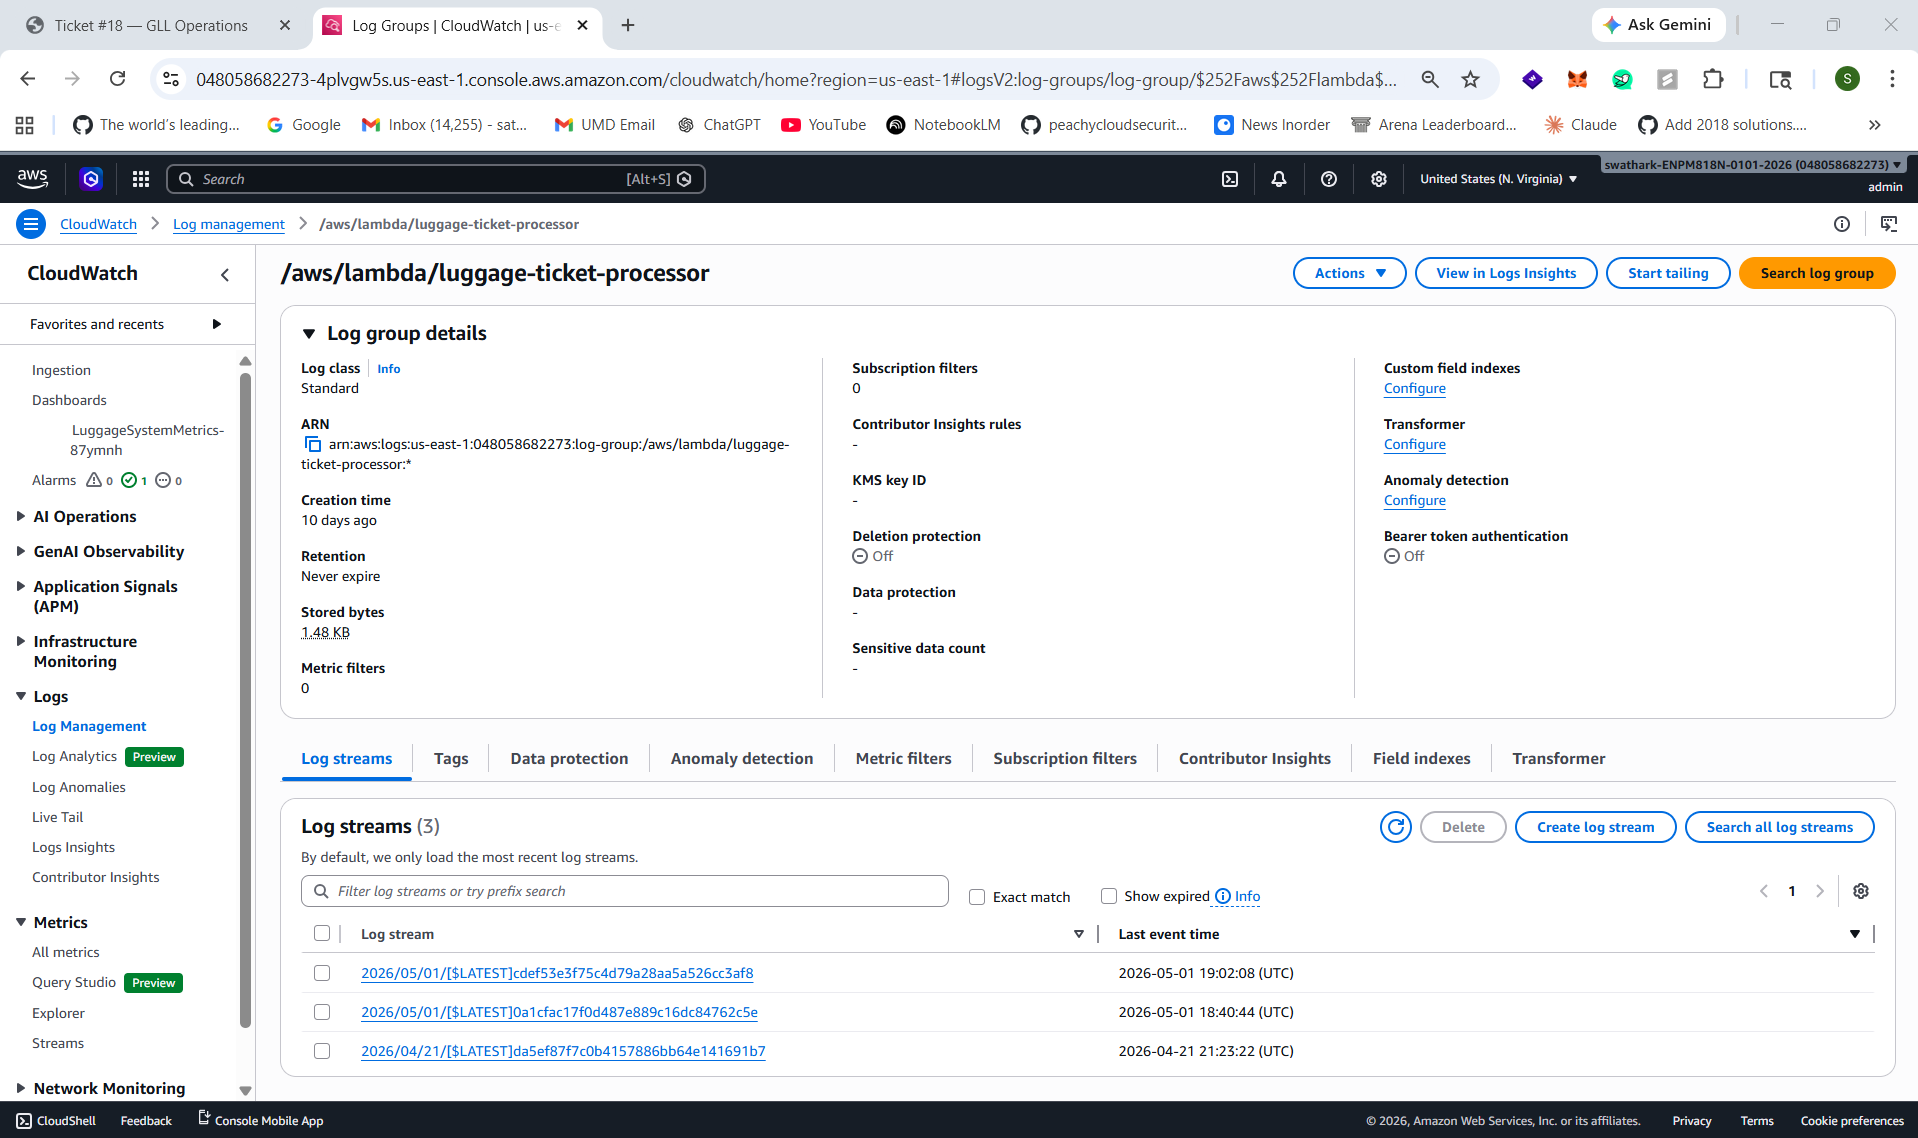 Ticket #18 — GLL Operations
Log Groups | CloudWatch | us-e
Ask Gemini
048058682273-4plvgw5s.us-east-1.console.aws.amazon.com/cloudwatch/home?region=us-east-1#logsV2:log-groups/log-group/$252Faws$252Flambda$...
S
The world's leading...
Google
Inbox (14,255) - sat...
UMD Email
ChatGPT
YouTube
NotebookLM
peachycloudsecurit...
News Inorder
Arena Leaderboard...
Claude
Add 2018 solutions....
aws
Search
[Alt+S]
United States (N. Virginia)
swathark-ENPM818N-0101-2026 (048058682273)
admin
CloudWatch
Log management
/aws/lambda/luggage-ticket-processor
CloudWatch
Favorites and recents
Ingestion
Dashboards
LuggageSystemMetrics-
87ymnh
Alarms 0 1 0
AI Operations
GenAI Observability
Application Signals
(APM)
Infrastructure
Monitoring
Logs
Log Management
Log Analytics Preview
Log Anomalies
Live Tail
Logs Insights
Contributor Insights
Metrics
All metrics
Query Studio Preview
Explorer
Streams
Network Monitoring
/aws/lambda/luggage-ticket-processor
Actions
View in Logs Insights
Start tailing
Search log group
Log group details
Log class Info
Standard
ARN
arn:aws:logs:us-east-1:048058682273:log-group:/aws/lambda/luggage-
ticket-processor:*
Creation time
10 days ago
Retention
Never expire
Stored bytes
1.48 KB
Metric filters
0
Subscription filters
0
Contributor Insights rules
-
KMS key ID
-
Deletion protection
Off
Data protection
-
Sensitive data count
-
Custom field indexes
Configure
Transformer
Configure
Anomaly detection
Configure
Bearer token authentication
Off
Log streams
Tags
Data protection
Anomaly detection
Metric filters
Subscription filters
Contributor Insights
Field indexes
Transformer
Log streams (3)
Delete
Create log stream
Search all log streams
By default, we only load the most recent log streams.
Filter log streams or try prefix search
Exact match
Show expired Info
1
Log stream
Last event time
2026/05/01/[$LATEST]cdef53e3f75c4d79a28aa5a526cc3af8 2026-05-01 19:02:08 (UTC)
2026/05/01/[$LATEST]0a1cfac17f0d487e889c16dc84762c5e 2026-05-01 18:40:44 (UTC)
2026/04/21/[$LATEST]da5ef87f7c0b4157886bb64e141691b7 2026-04-21 21:23:22 (UTC)
CloudShell
Feedback
Console Mobile App
© 2026, Amazon Web Services, Inc. or its affiliates.
Privacy
Terms
Cookie preferences